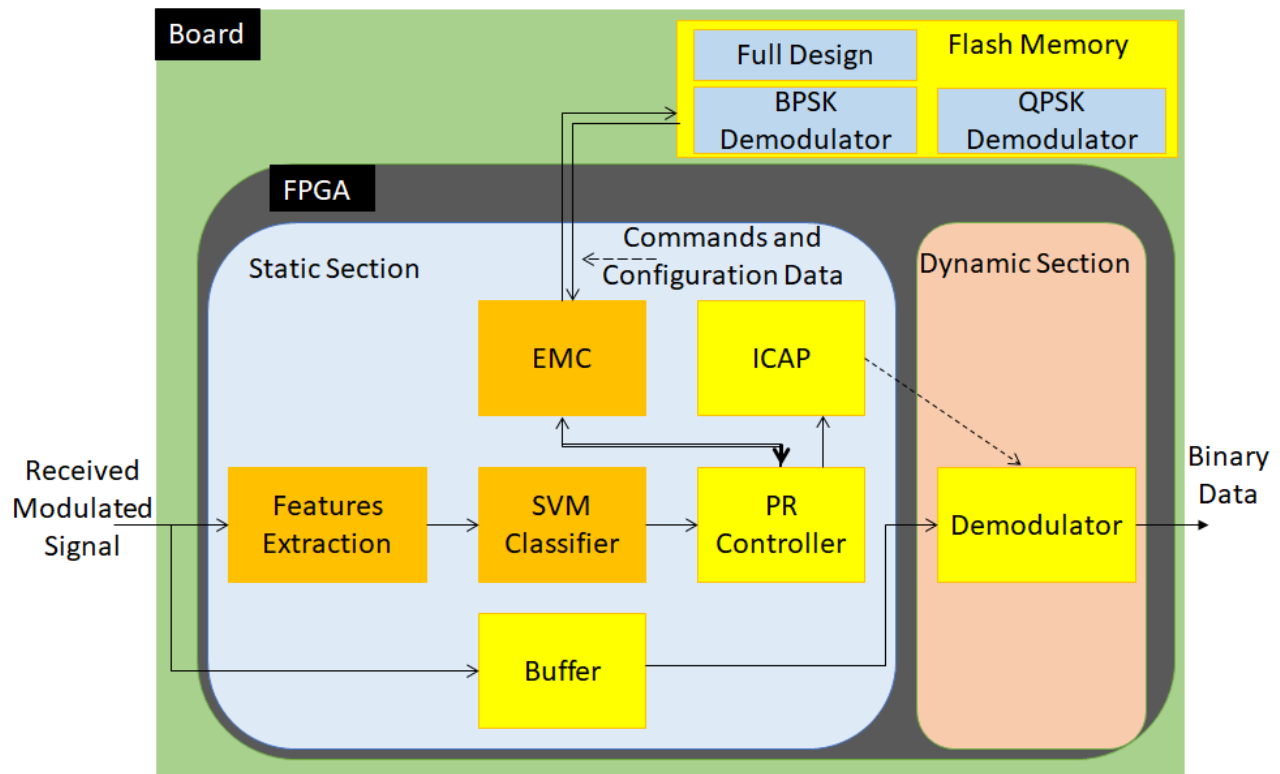 Board
Flash Memory
Full Design
BPSK
Demodulator
QPSK
Demodulator
FPGA
Static Section
Commands and
Configuration Data
Dynamic Section
EMC
ICAP
Received
Modulated
Signal
Features
Extraction
SVM
Classifier
PR
Controller
Demodulator
Binary
Data
Buffer